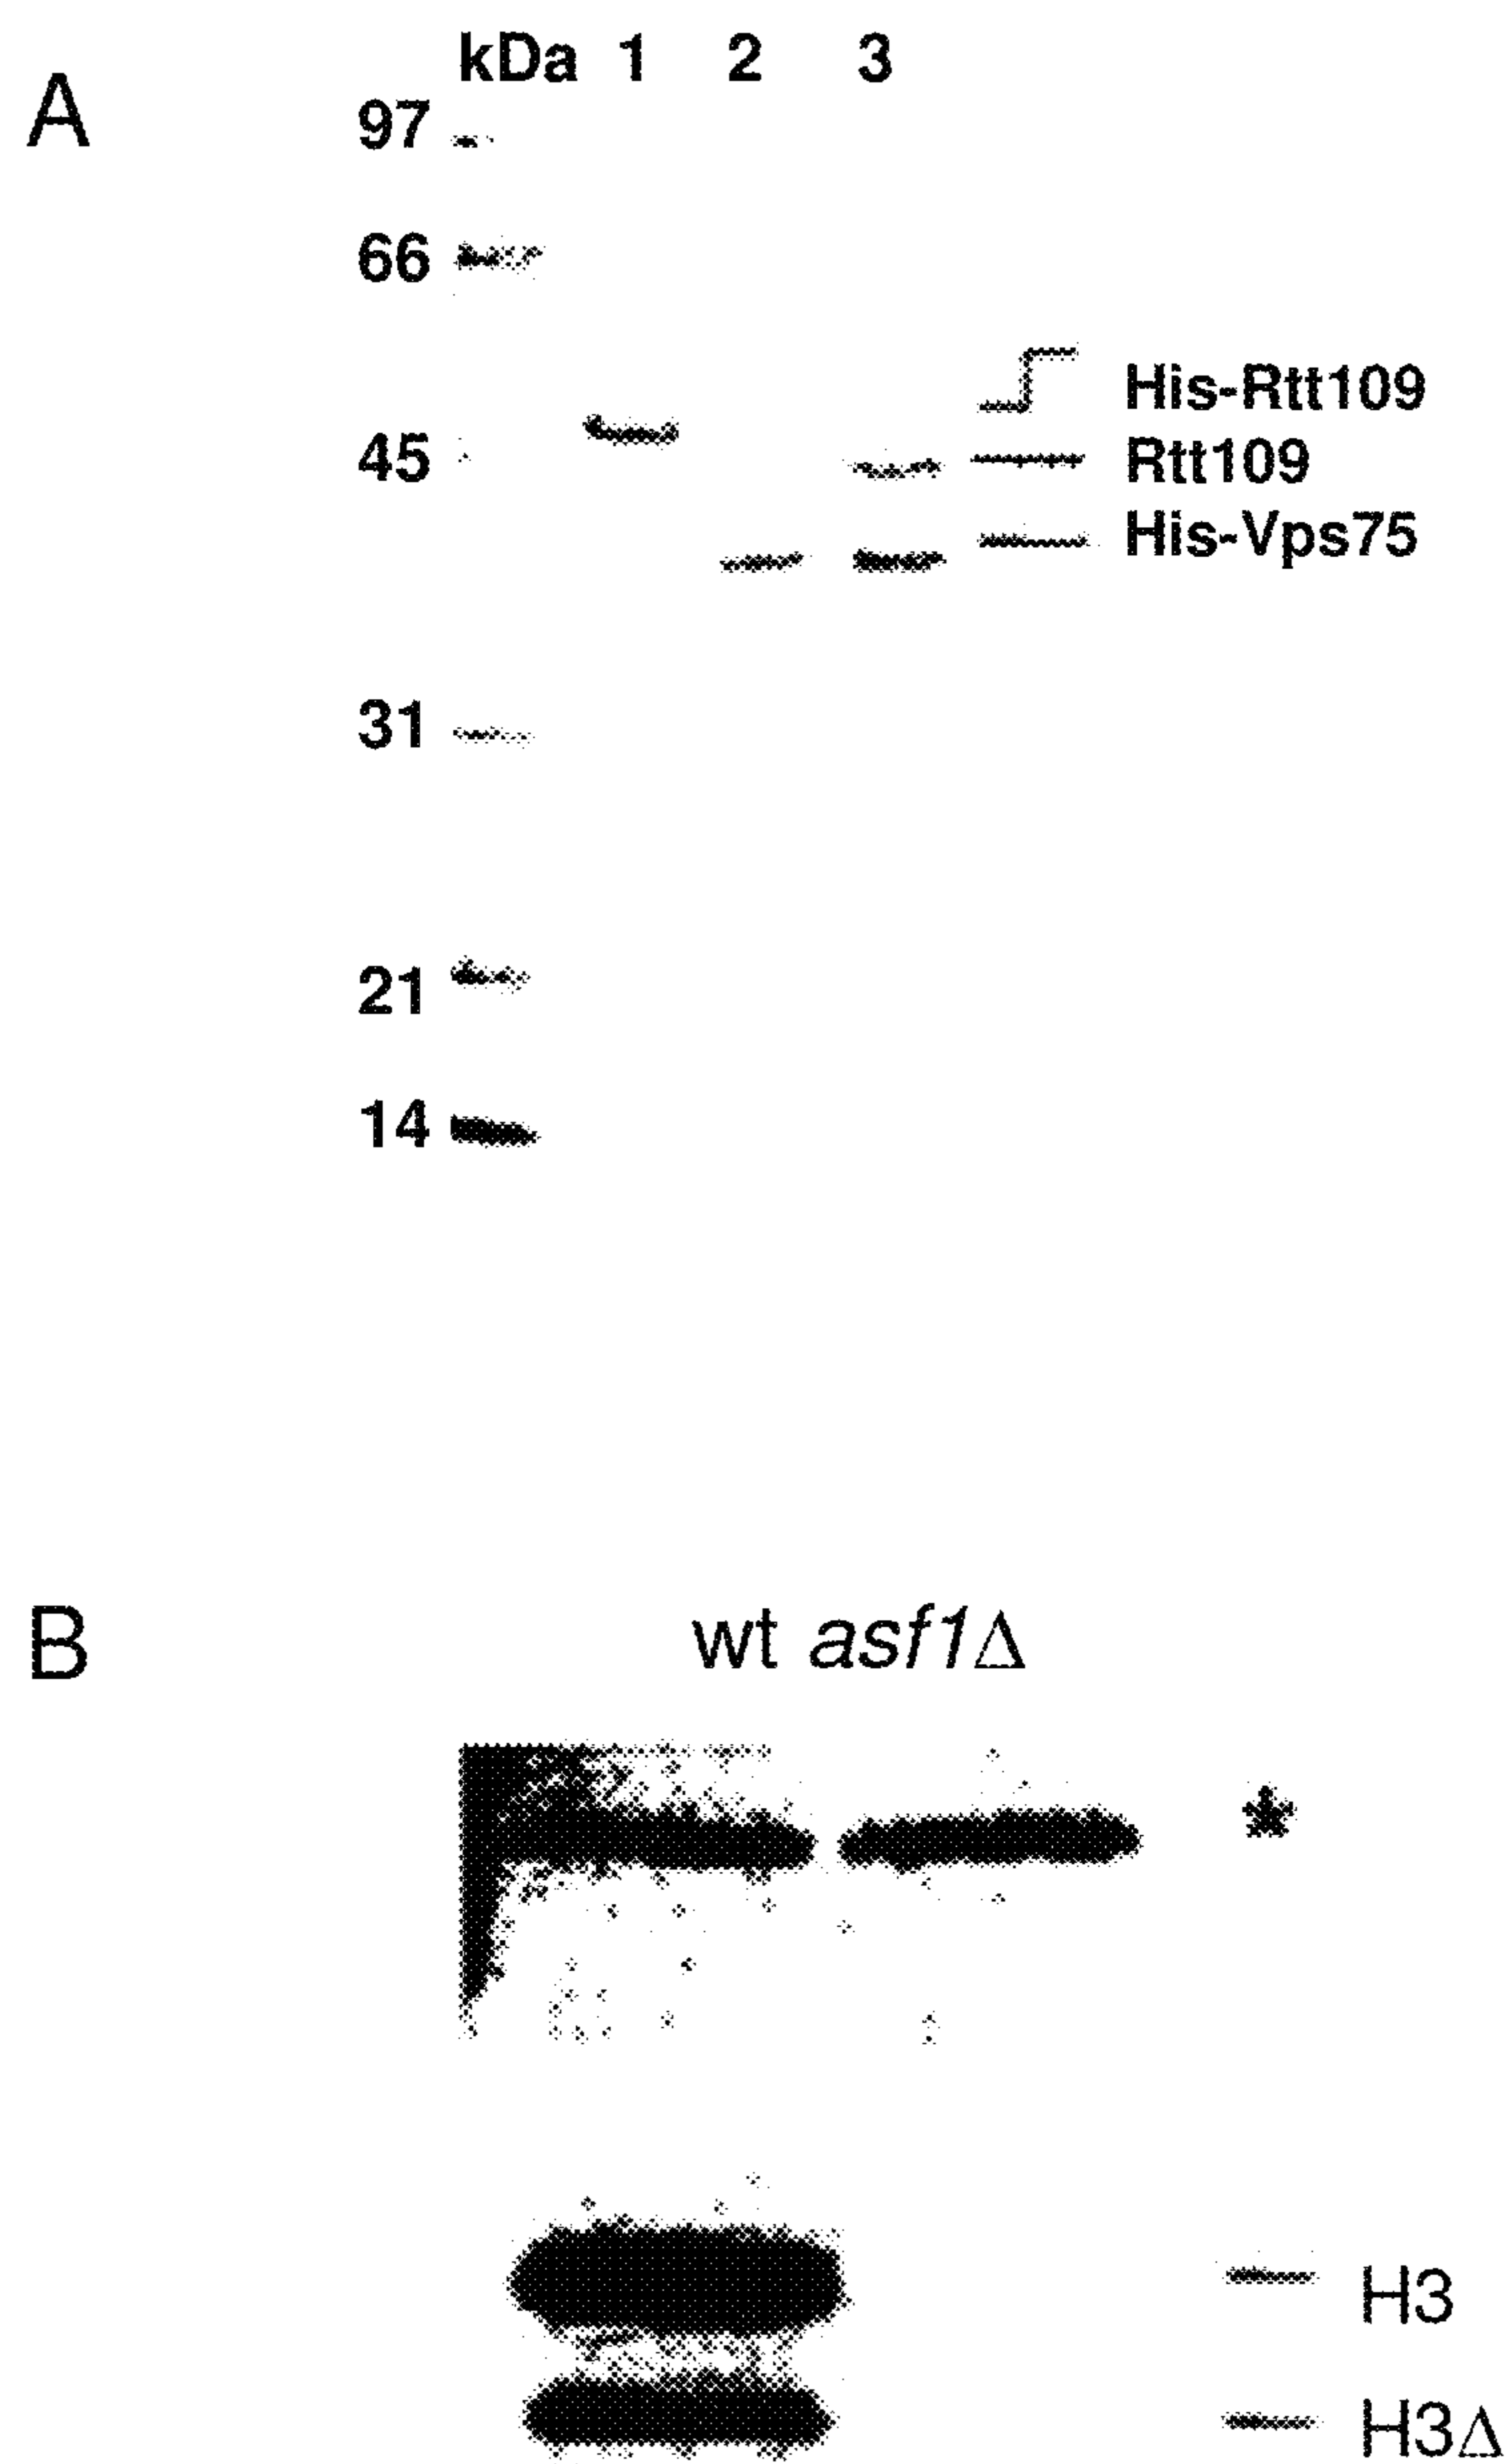 A
kDa 1 2 3
97
66
His-Rtt109
45
Rtt109
His-Vps75
31
21
14
B
wt asf1Δ
*
H3
H3Δ